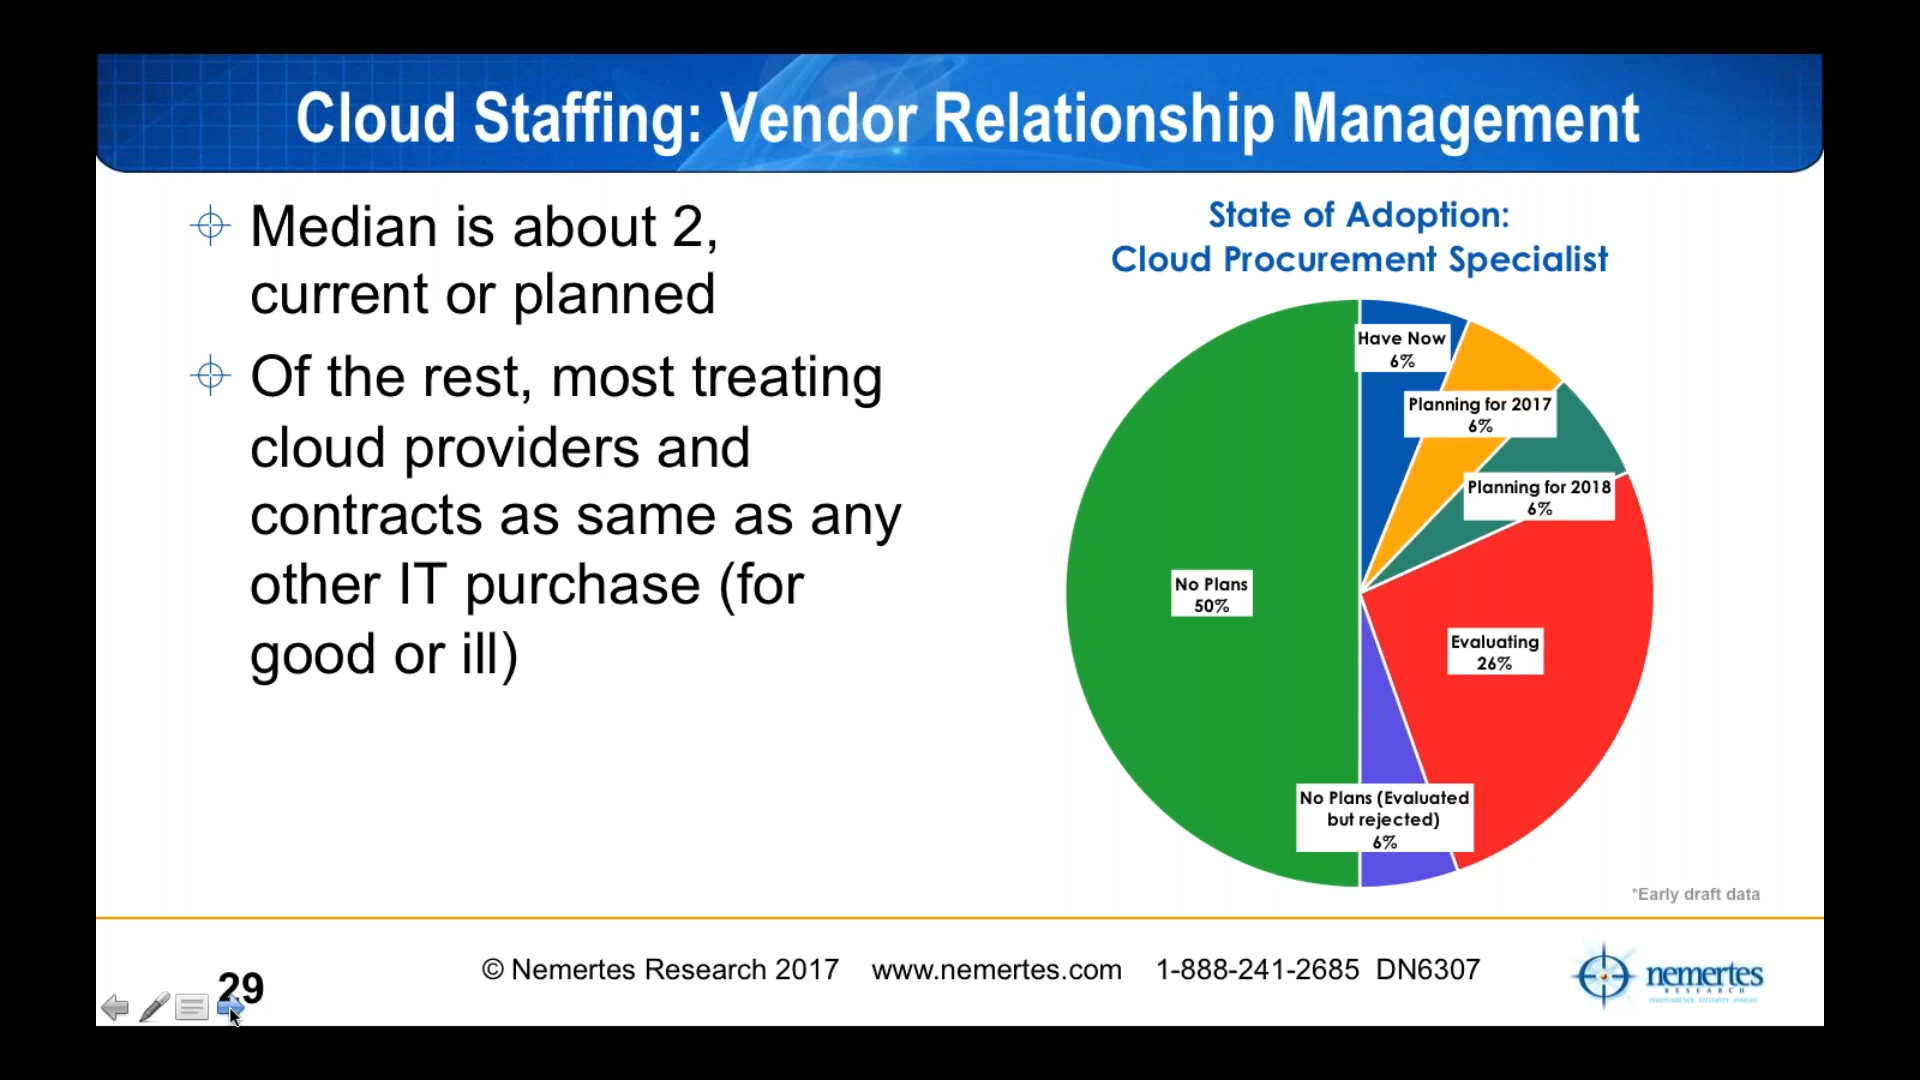 Cloud Staffing: Vendor Relationship Management
Median is about 2,
current or planned
Of the rest, most treating
cloud providers and
contracts as same as any
other IT purchase (for
good or ill)
State of Adoption:
Cloud Procurement Specialist
Have Now
6%
Planning for 2017
6%
Planning for 2018
6%
Evaluating
26%
No Plans (Evaluated
but rejected)
6%
No Plans
50%
*Early draft data
29
© Nemertes Research 2017 www.nemertes.com 1-888-241-2685 DN6307
nemertes
RESEARCH
INDEPENDENCE INTEGRITY INSIGHT